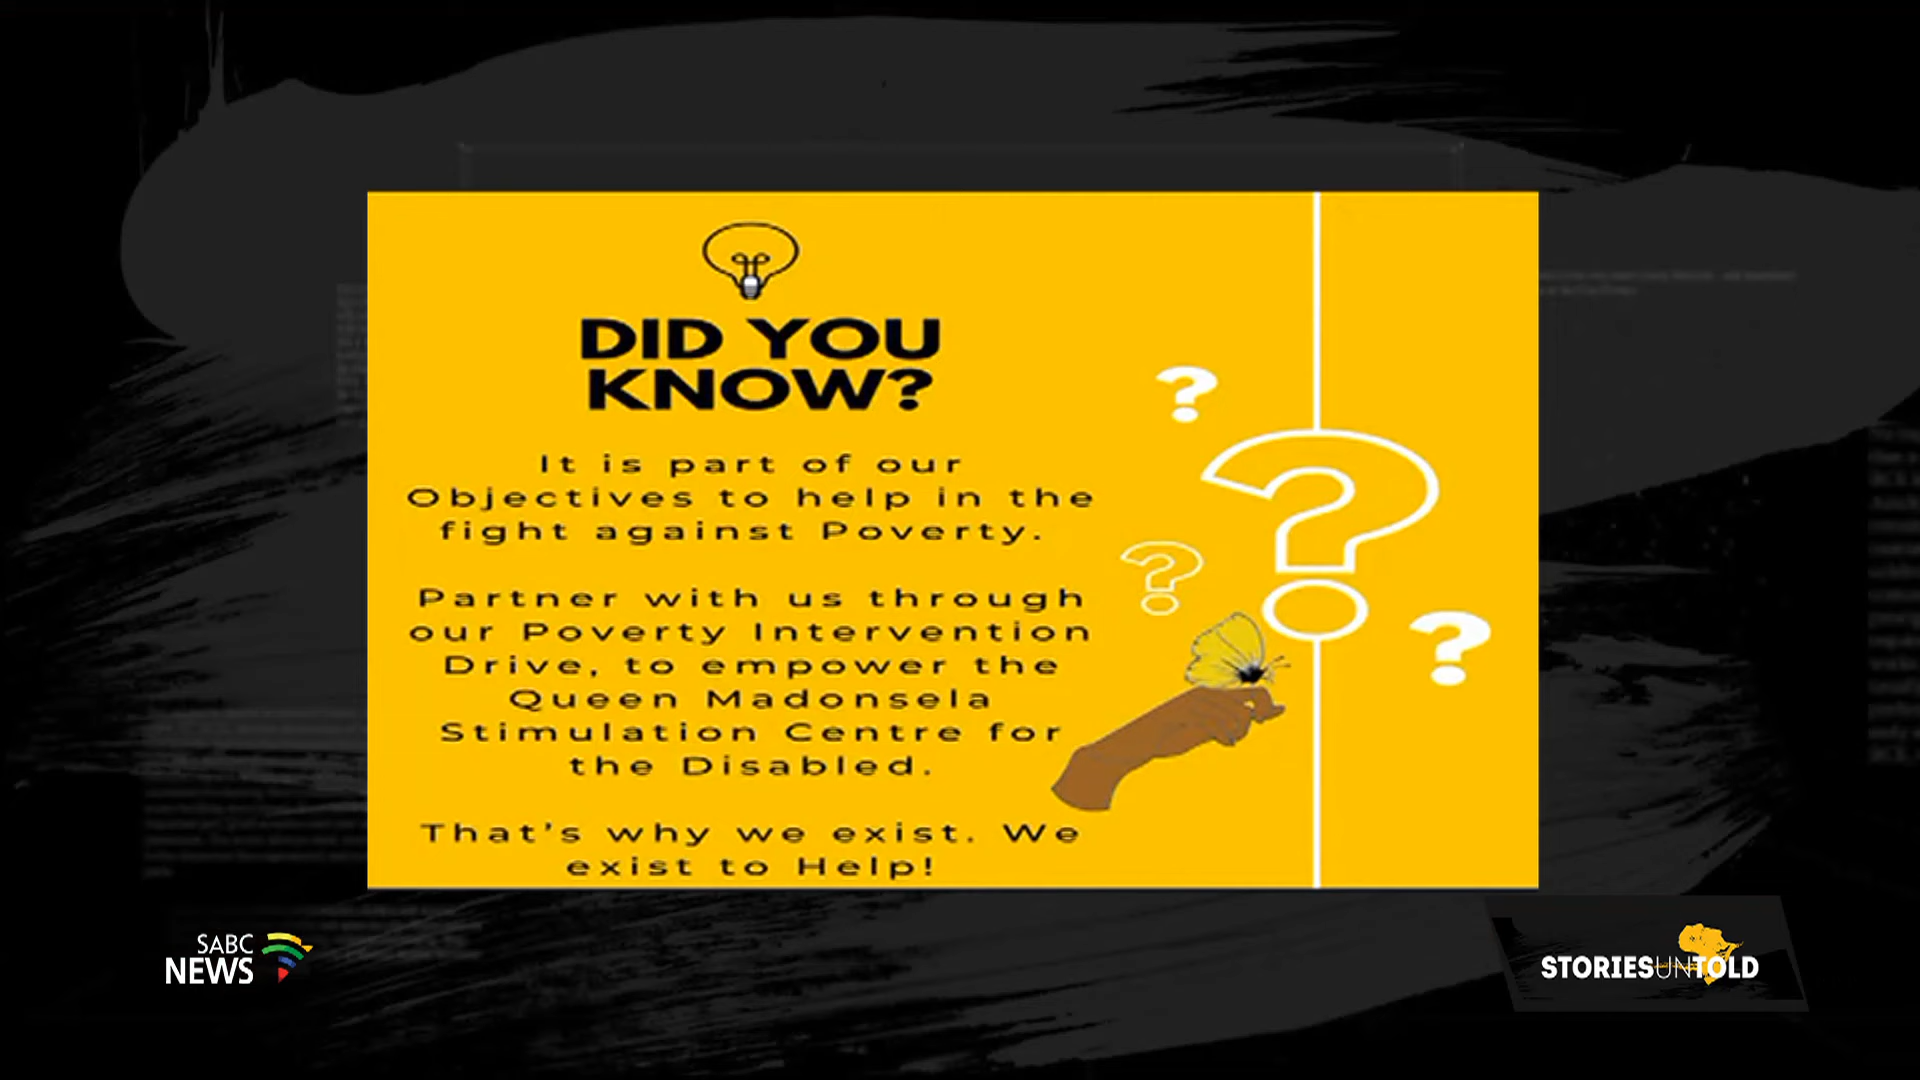 DID YOU
KNOW?
It is part of our
Objectives to help in the
fight against Poverty.
Partner with us through
our Poverty Intervention
Drive, to empower the
Queen Madonsela
Stimulation Centre for
the Disabled.
That's why we exist. We
exist to Help!
SABC
NEWS
STORIESUNTOLD